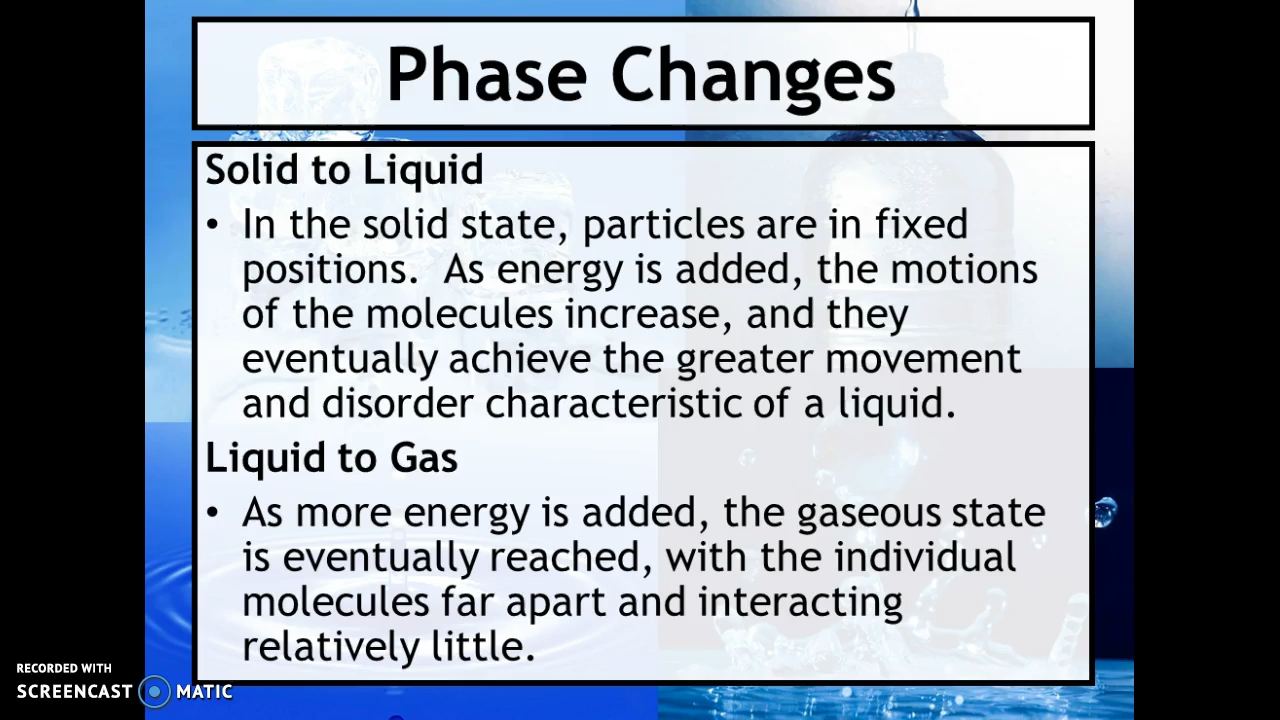 Phase Changes
Solid to Liquid
• In the solid state, particles are in fixed
positions.  As energy is added, the motions
of the molecules increase, and they
eventually achieve the greater movement
and disorder characteristic of a liquid.
Liquid to Gas
• As more energy is added, the gaseous state
is eventually reached, with the individual
molecules far apart and interacting
relatively little.
RECORDED WITH
SCREENCAST MATIC